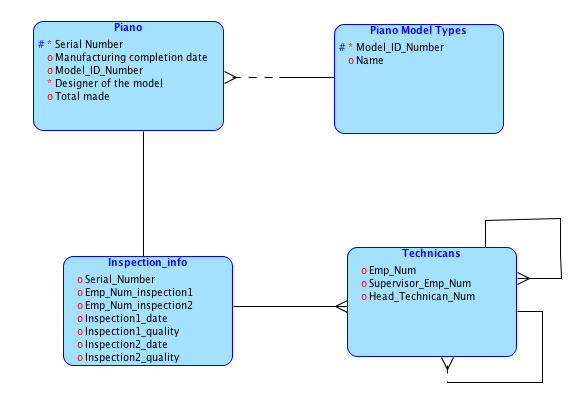 Piano
# * Serial Number
o Manufacturing completion date
o Model_ID_Number
* Designer of the model
o Total made
Piano Model Types
# * Model_ID_Number
o Name
Inspection_info
o Serial_Number
o Emp_Num_inspection1
o Emp_Num_inspection2
o Inspection1_date
o Inspection1_quality
o Inspection2_date
o Inspection2_quality
Technicans
o Emp_Num
o Supervisor_Emp_Num
o Head_Technican_Num